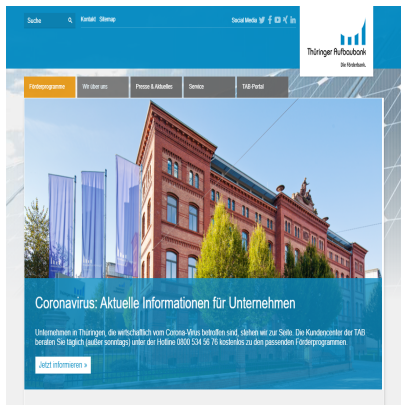 Suche
Kontakt Sitemap
Social Media
Thüringer Aufbaubank
Die Förderbank.
Förderprogramme
Wir über uns
Presse & Aktuelles
Service
TAB-Portal
Coronavirus: Aktuelle Informationen für Unternehmen
Unternehmen in Thüringen, die wirtschaftlich vom Corona-Virus betroffen sind, stehen wir zur Seite. Die Kundencenter der TAB
beraten Sie täglich (außer sonntags) unter der Hotline 0800 534 56 76 kostenlos zu den passenden Förderprogrammen.
Jetzt informieren »